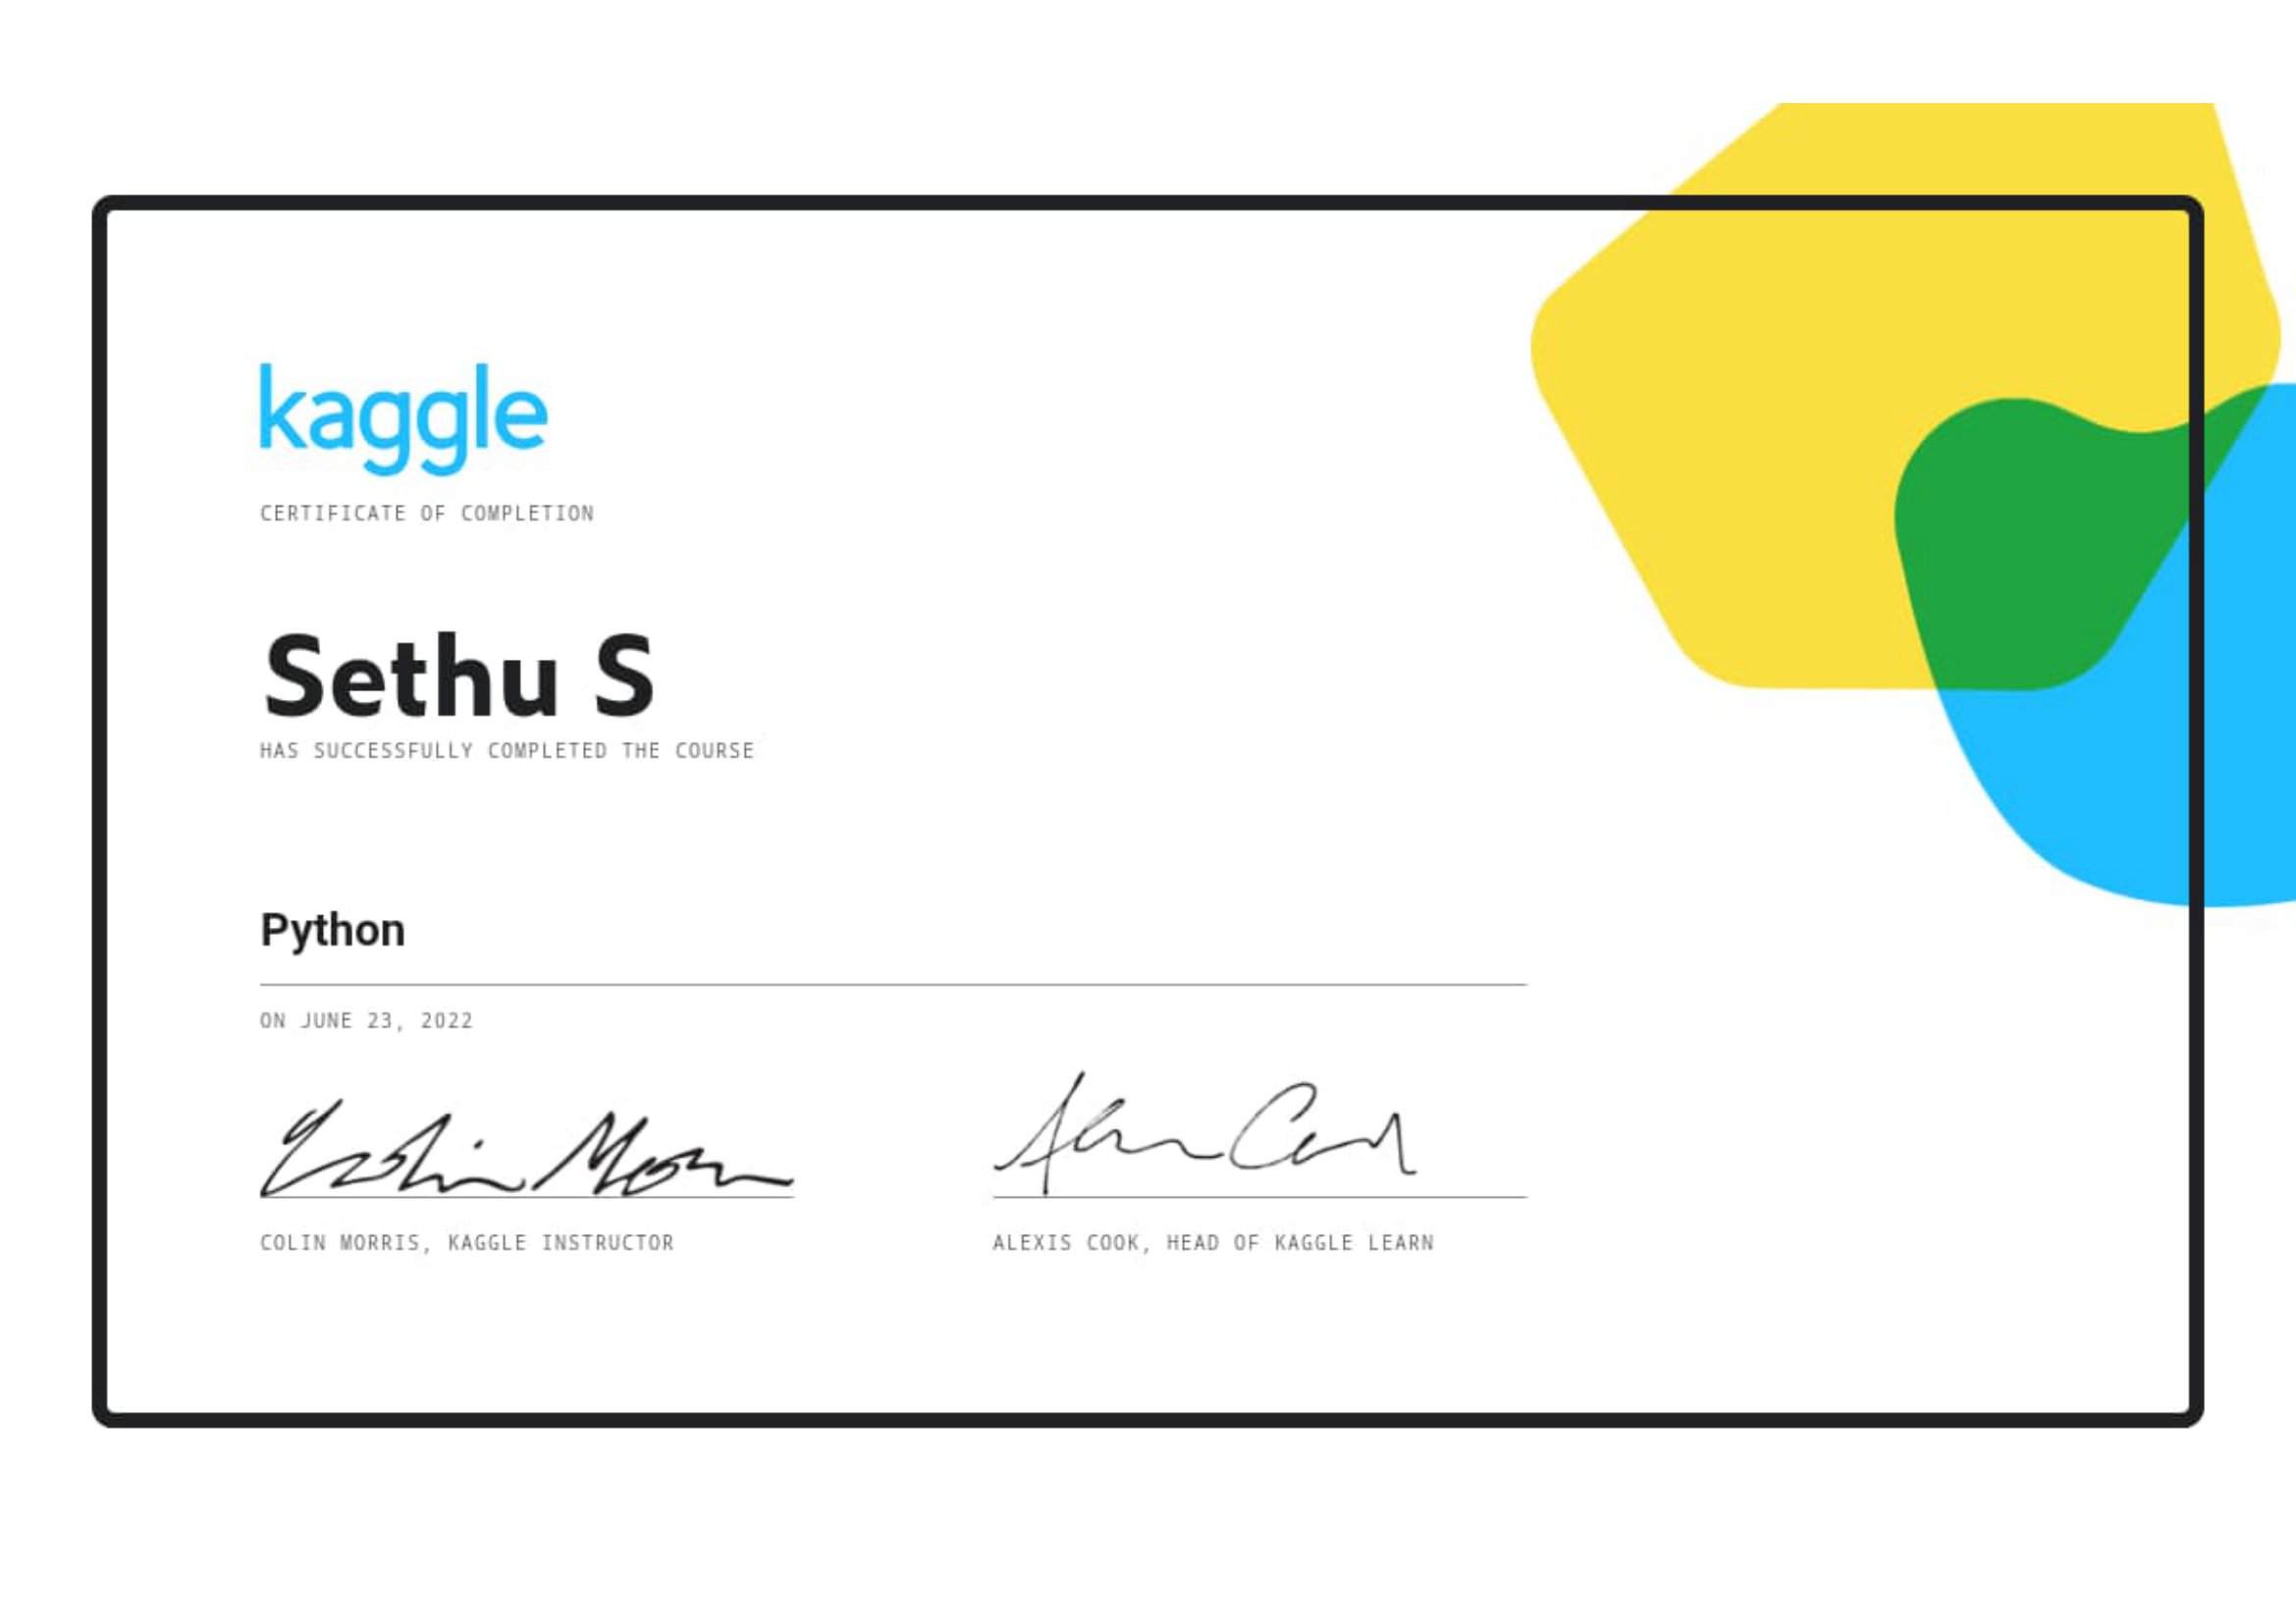 kaggle
CERTIFICATE OF COMPLETION
Sethu S
HAS SUCCESSFULLY COMPLETED THE COURSE
Python
ON JUNE 23, 2022
COLIN MORRIS, KAGGLE INSTRUCTOR
ALEXIS COOK, HEAD OF KAGGLE LEARN